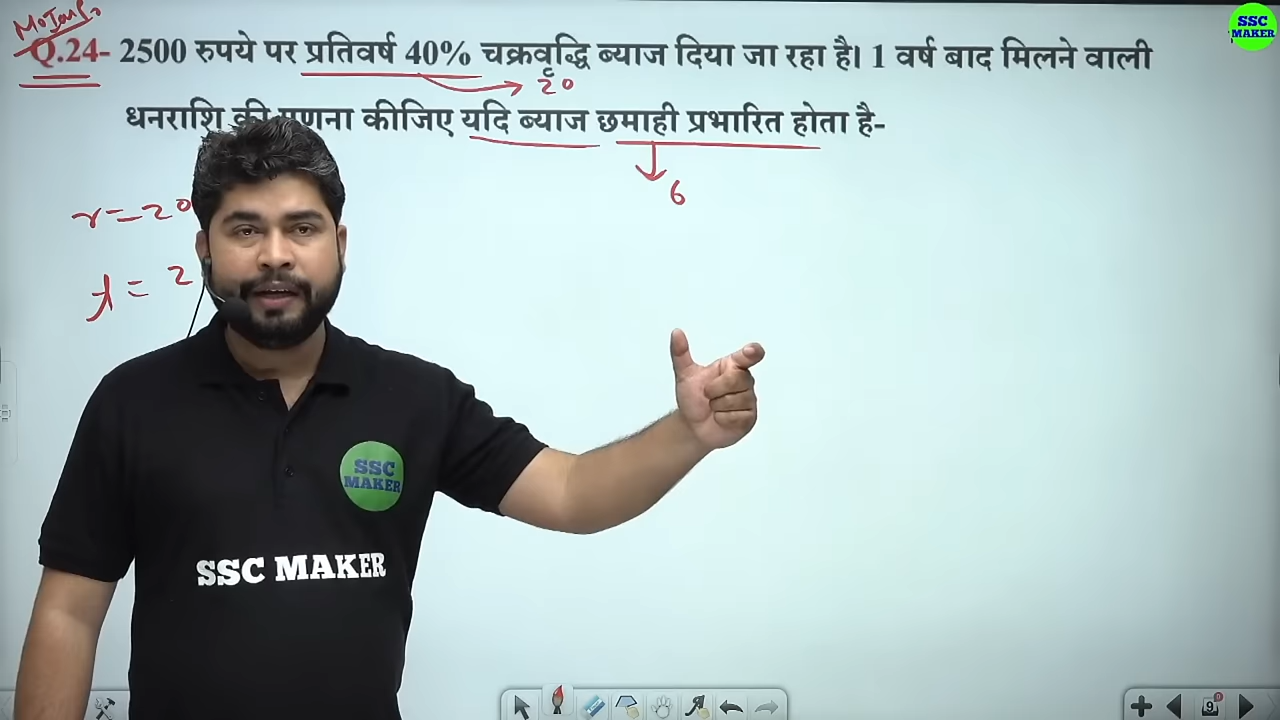 Q.24- 2500 रुपये पर प्रतिवर्ष 40% चक्रवृद्धि ब्याज दिया जा रहा है। 1 वर्ष बाद मिलने वाली
20
धनराशि की गणना कीजिए यदि ब्याज छमाही प्रभारित होता है-
6
r=20
t=2
SSC
MAKER
SSC
MAKER
SSC MAKER
9